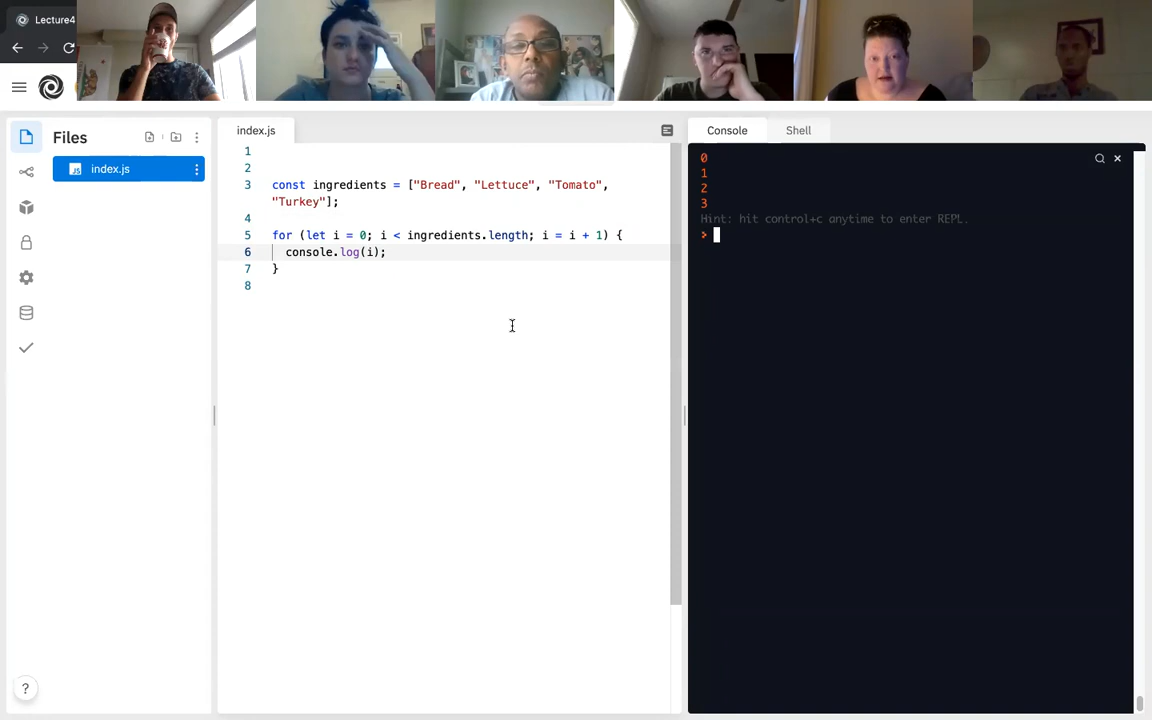 Lecture4
Files
index.js
index.js
1
2
3 const ingredients = ["Bread", "Lettuce", "Tomato",
"Turkey"];
4
5 for (let i = 0; i < ingredients.length; i = i + 1) {
6 console.log(i);
7 }
8
Console
Shell
0
1
2
3
Hint: hit control+c anytime to enter REPL.
>
?